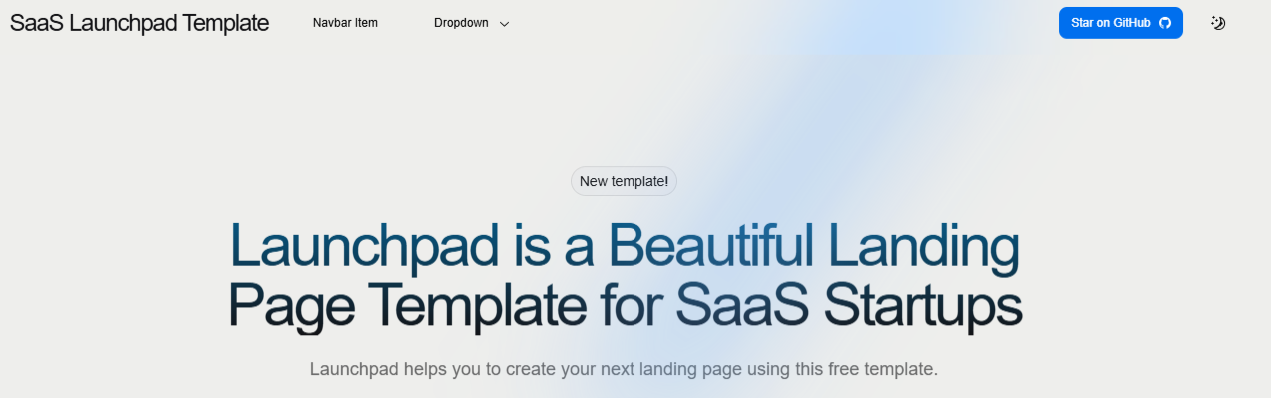 SaaS Launchpad Template
Navbar Item
Dropdown
Star on GitHub
New template!
Launchpad is a Beautiful Landing
Page Template for SaaS Startups
Launchpad helps you to create your next landing page using this free template.